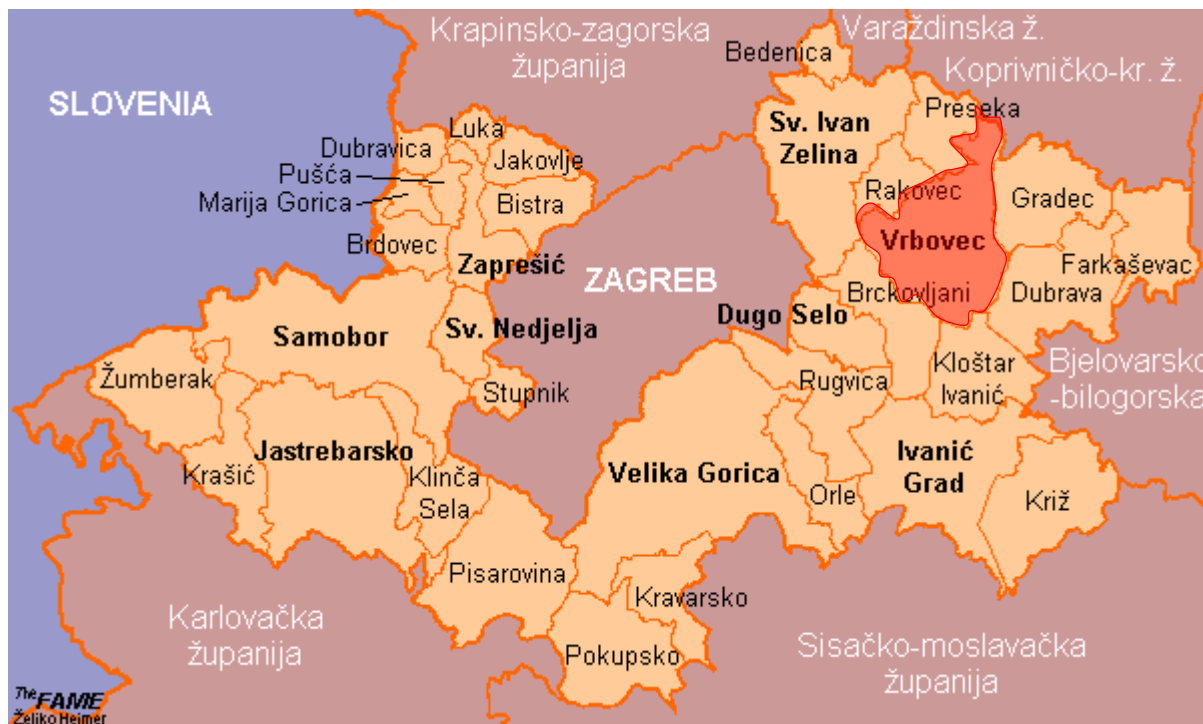 Krapinsko-zagorska
županija
Varaždinska ž.
Koprivničko-kr. ž.
Bedenica
SLOVENIA
Preseka
Luka
Sv. Ivan
Zelina
Dubravica
Jakovlje
Pušća
Rakovec
Gradec
Marija Gorica
Bistra
Brdovec
Vrbovec
Zaprešić
Farkaševac
ZAGREB
Brckovljani
Dubrava
Dugo Selo
Samobor
Sv. Nedjelja
Žumberak
Stupnik
Rugvica
Kloštar
Ivanić
Bjelovarsko
-bilogorska
Jastrebarsko
Krašić
Klinča
Sela
Velika Gorica
Ivanić
Grad
Orle
Križ
Pisarovina
Kravarsko
Karlovačka
županija
Pokupsko
Sisačko-moslavačka
županija
The FAME
Željko Heimer